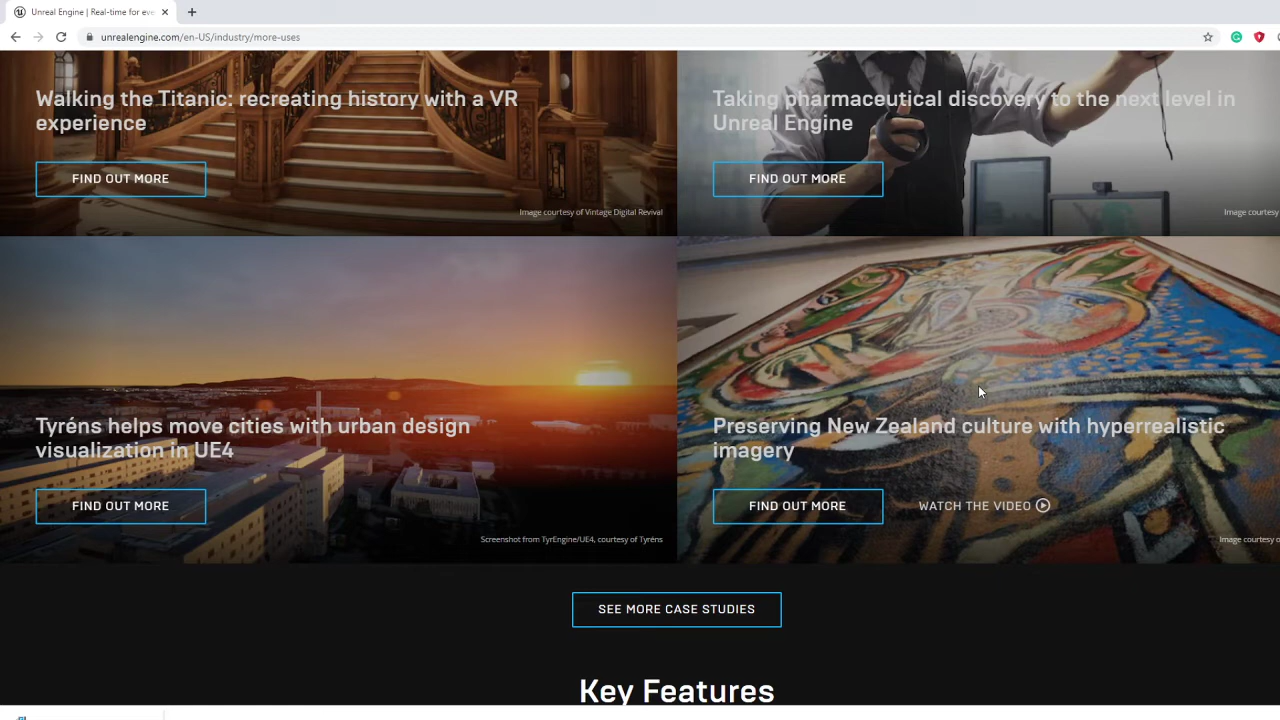 Unreal Engine | Real-time for eve
unrealengine.com/en-US/industry/more-uses
Walking the Titanic: recreating history with a VR
experience
FIND OUT MORE
Image courtesy of Vintage Digital Revival
Taking pharmaceutical discovery to the next level in
Unreal Engine
FIND OUT MORE
Image courtesy
Tyréns helps move cities with urban design
visualization in UE4
FIND OUT MORE
Screenshot from TyrEngine/UE4, courtesy of Tyréns
Preserving New Zealand culture with hyperrealistic
imagery
FIND OUT MORE
WATCH THE VIDEO
Image courtesy o
SEE MORE CASE STUDIES
Key Features